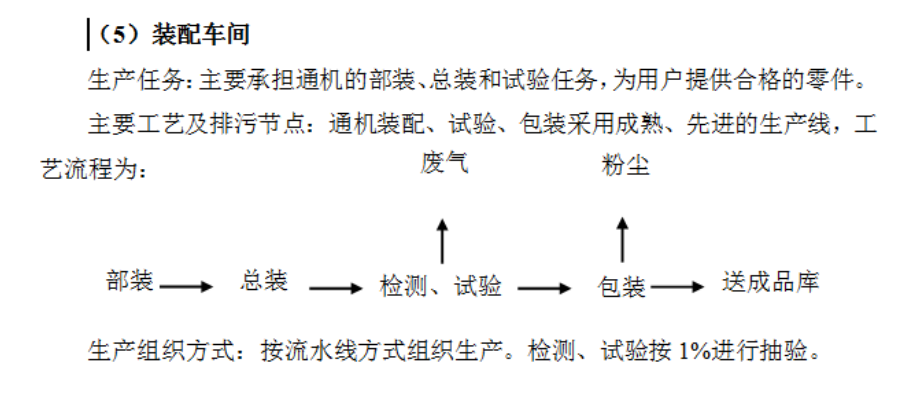 （5）装配车间
生产任务：主要承担通机的部装、总装和试验任务，为用户提供合格的零件。
主要工艺及排污节点：通机装配、试验、包装采用成熟、先进的生产线，工
艺流程为：
废气 粉尘
部装 总装 检测、试验 包装 送成品库
生产组织方式：按流水线方式组织生产。检测、试验按 1%进行抽验。